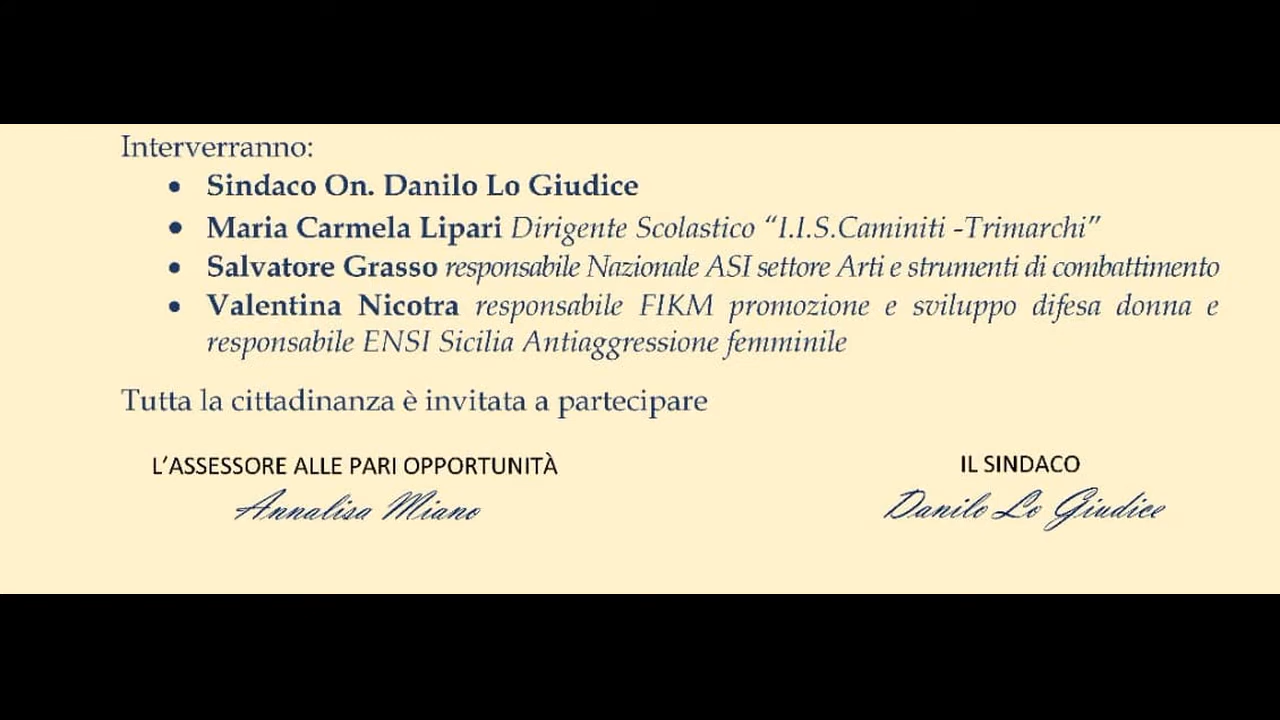 Interverranno:
• Sindaco On. Danilo Lo Giudice
• Maria Carmela Lipari Dirigente Scolastico “I.I.S.Caminiti -Trimarchi”
• Salvatore Grasso responsabile Nazionale ASI settore Arti e strumenti di combattimento
• Valentina Nicotra responsabile FIKM promozione e sviluppo difesa donna e
responsabile ENSI Sicilia Antiaggressione femminile
Tutta la cittadinanza è invitata a partecipare
L’ASSESSORE ALLE PARI OPPORTUNITÀ
Annalisa Miano
IL SINDACO
Danilo Lo Giudice